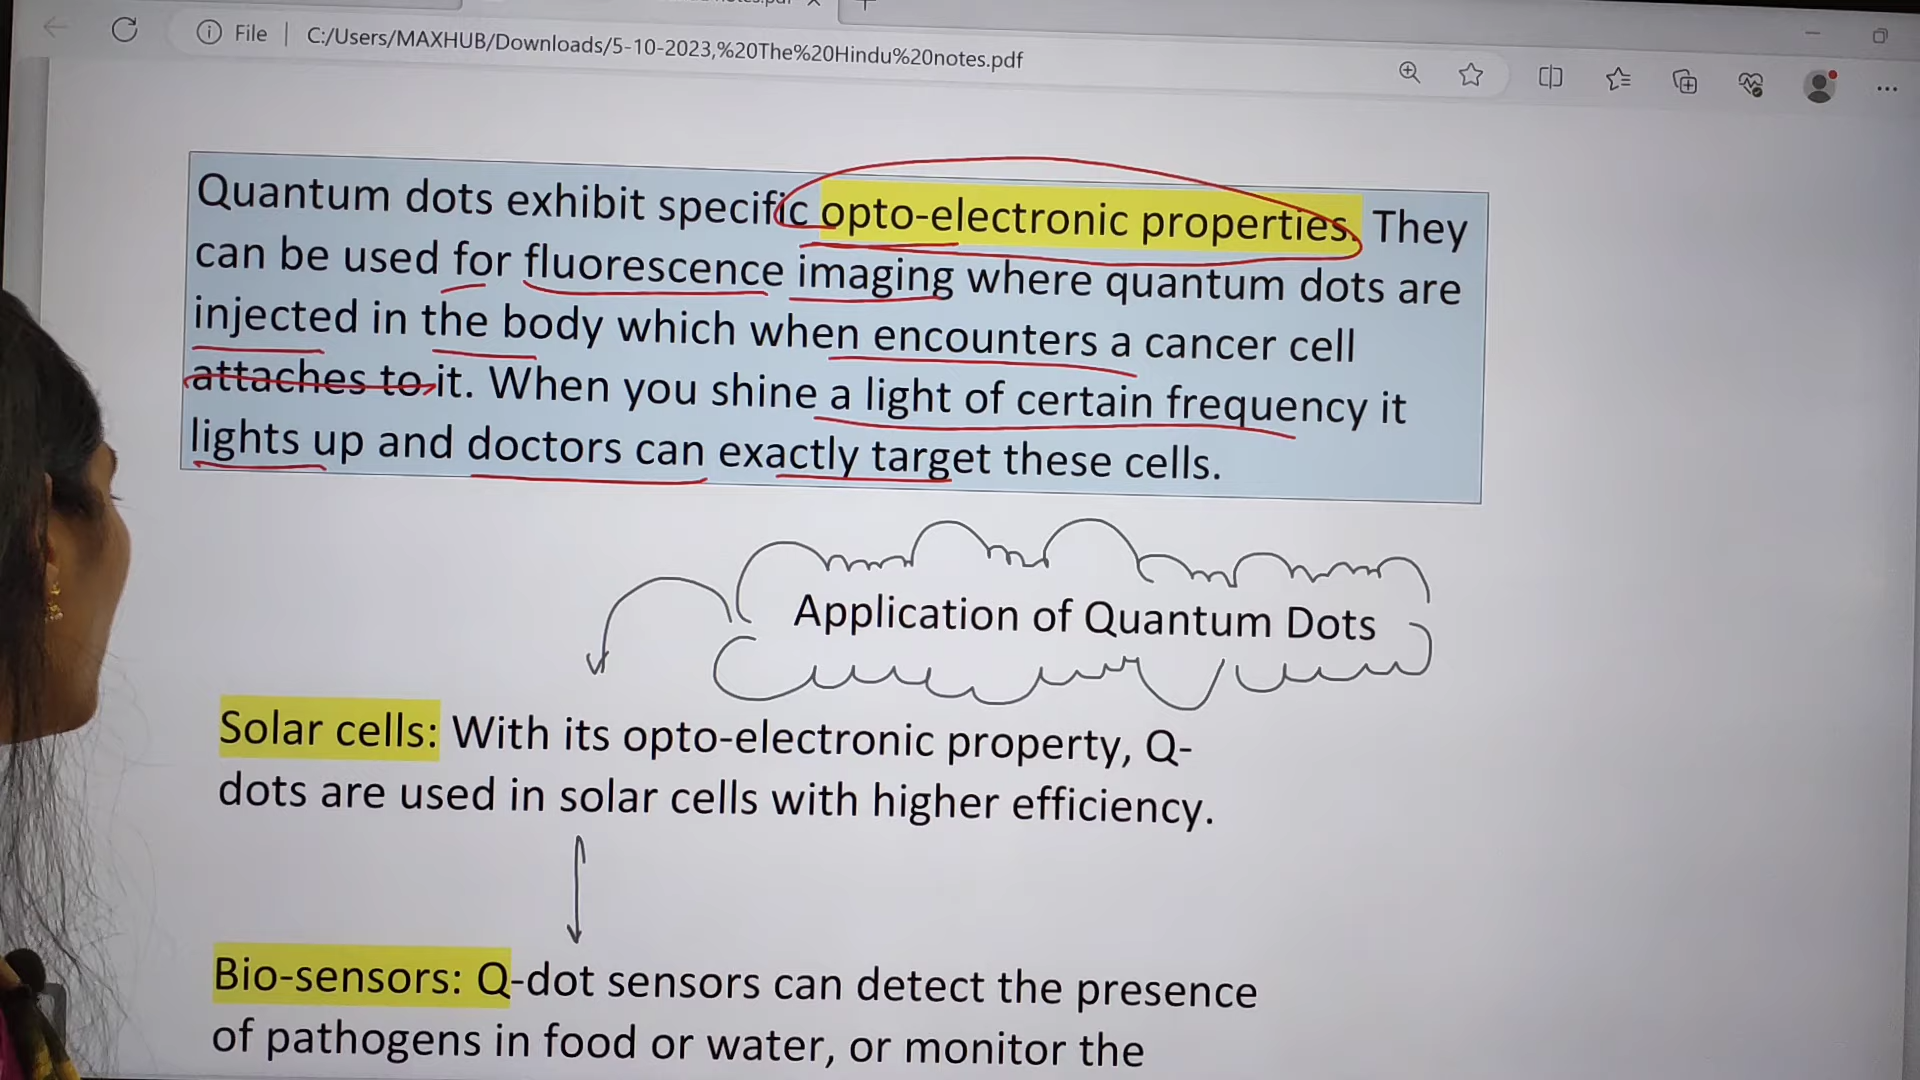 File | C:/Users/MAXHUB/Downloads/5-10-2023,%20The%20Hindu%20notes.pdf
Quantum dots exhibit specific opto-electronic properties. They
can be used for fluorescence imaging where quantum dots are
injected in the body which when encounters a cancer cell
attaches to it. When you shine a light of certain frequency it
lights up and doctors can exactly target these cells.
Application of Quantum Dots
Solar cells: With its opto-electronic property, Q-
dots are used in solar cells with higher efficiency.
Bio-sensors: Q-dot sensors can detect the presence
of pathogens in food or water, or monitor the